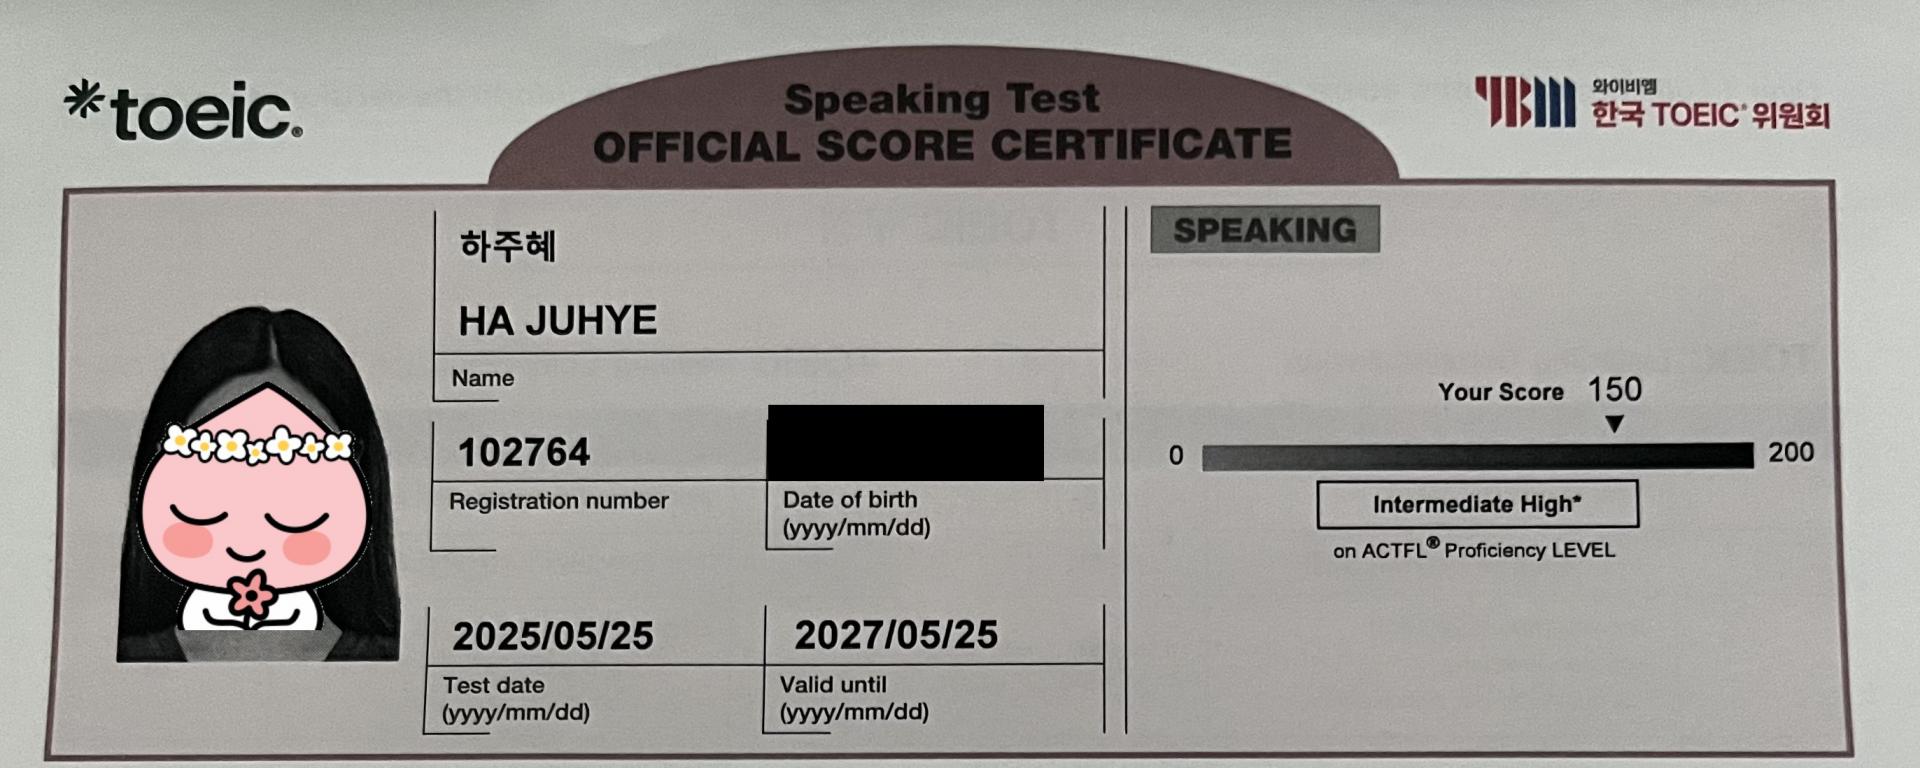 *toeic®
Speaking Test
OFFICIAL SCORE CERTIFICATE
와이비엠
YBM 한국 TOEIC® 위원회
하주혜
HA JUHYE
Name
102764
Registration number
Date of birth
(yyyy/mm/dd)
2025/05/25
Test date
(yyyy/mm/dd)
2027/05/25
Valid until
(yyyy/mm/dd)
SPEAKING
Your Score 150
0
200
Intermediate High*
on ACTFL® Proficiency LEVEL